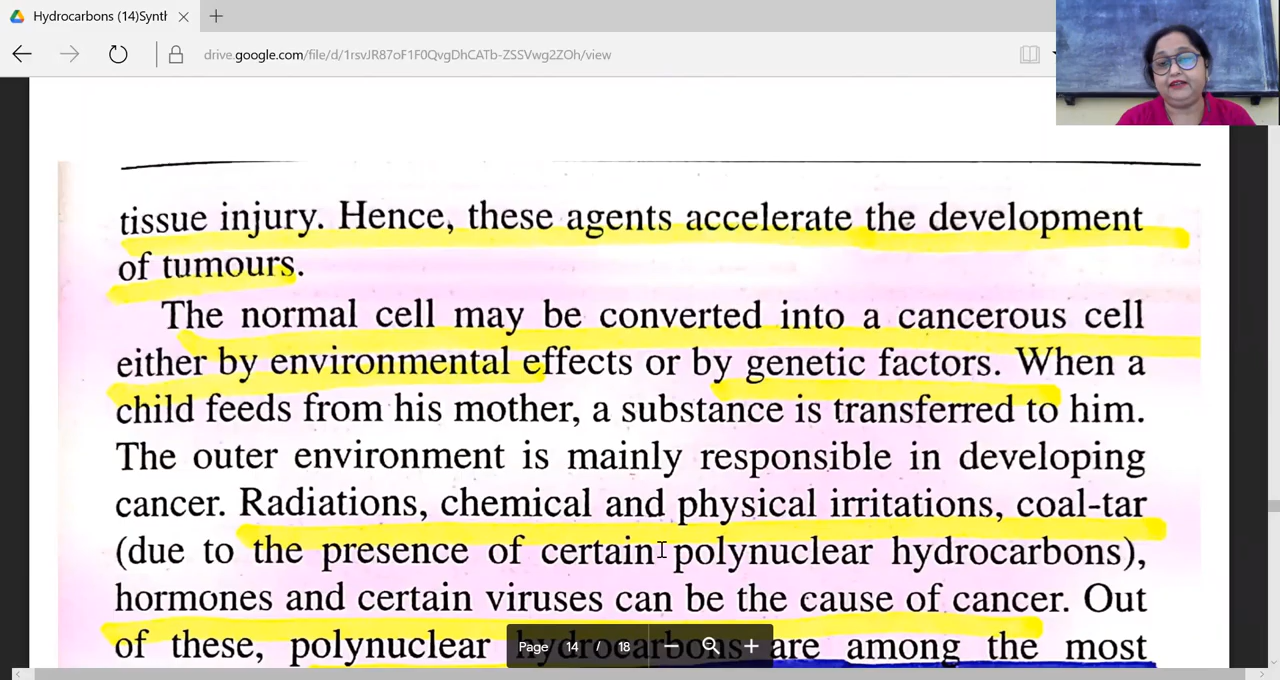 Hydrocarbons (14)Synth
drive.google.com/file/d/1rsvJR87oF1F0QvgDhCATb-ZSSVwg2ZOh/view
tissue injury. Hence, these agents accelerate the development
of tumours.
The normal cell may be converted into a cancerous cell
either by environmental effects or by genetic factors. When a
child feeds from his mother, a substance is transferred to him.
The outer environment is mainly responsible in developing
cancer. Radiations, chemical and physical irritations, coal-tar
(due to the presence of certain polynuclear hydrocarbons),
hormones and certain viruses can be the cause of cancer. Out
of these, polynuclear hydrocarbons are among the most
Page 14 / 18